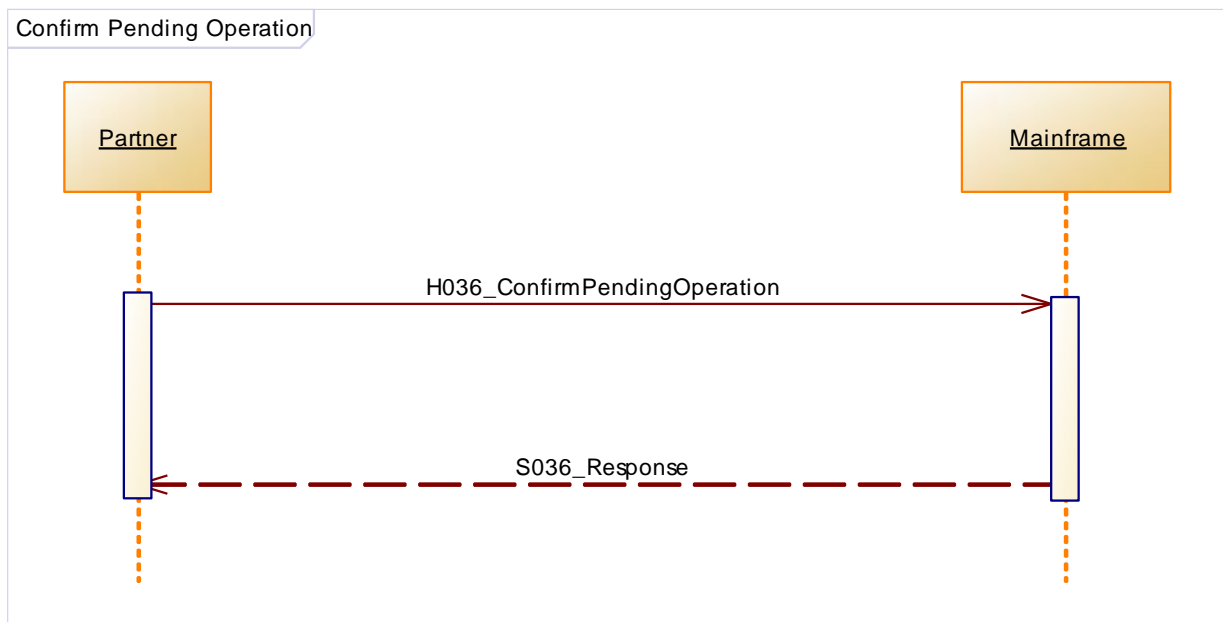 Confirm Pending Operation
Partner
Mainframe
H036_ConfirmPendingOperation
S036_Response